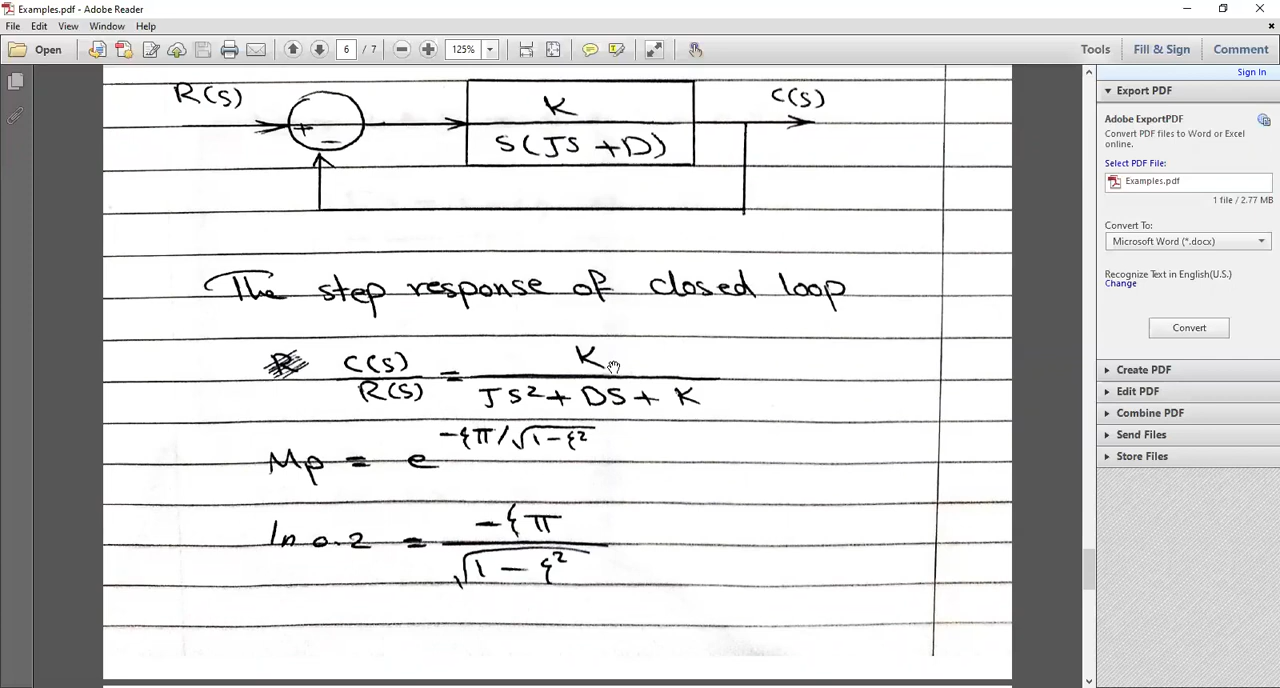 Examples.pdf - Adobe Reader
File Edit View Window Help
Open 6 / 7 125% Tools Fill & Sign Comment
Sign In
Export PDF
Adobe ExportPDF
Convert PDF files to Word or Excel
online.
Select PDF File:
Examples.pdf
1 file / 2.77 MB
Convert To:
Microsoft Word (*.docx)
Recognize Text in English(U.S.)
Change
Convert
Create PDF
Edit PDF
Combine PDF
Send Files
Store Files
R(S) + - K / S(JS + D) C(S)
The step response of closed loop
C(S) / R(S) = K / JS² + DS + K
Mp = e^(-ξπ/√1-ξ²)
ln 0.2 = -ξπ / √1-ξ²